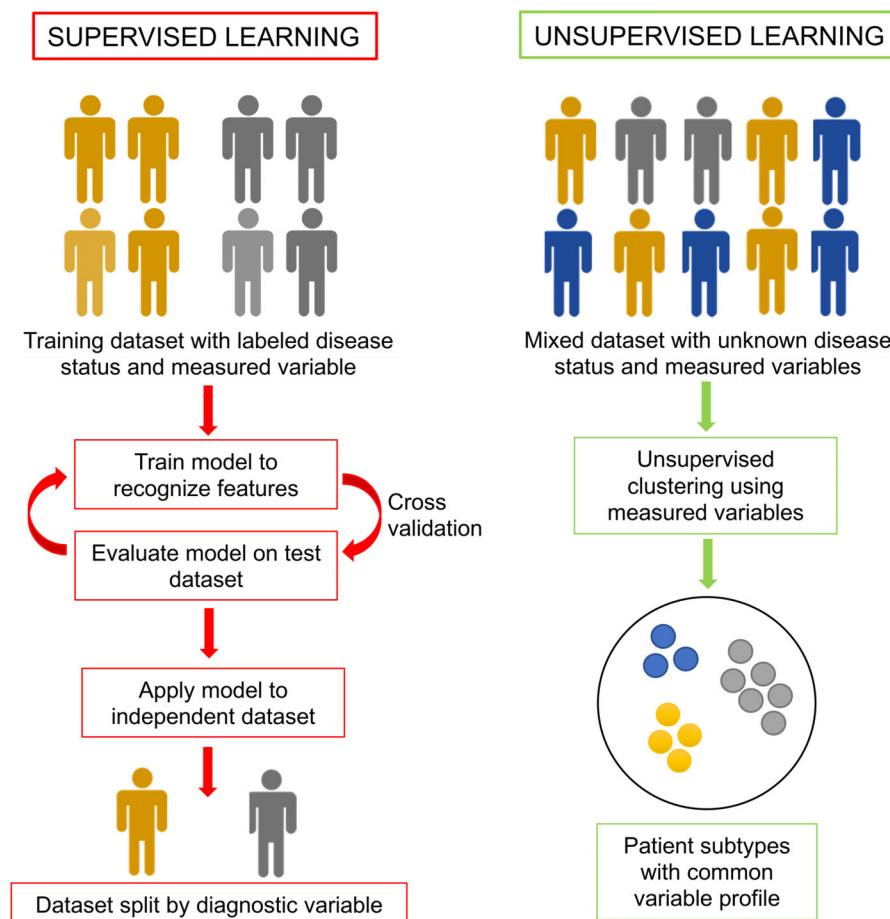 SUPERVISED LEARNING
Training dataset with labeled disease
status and measured variable
Train model to
recognize features
Cross
validation
Evaluate model on test
dataset
Apply model to
independent dataset
Dataset split by diagnostic variable
UNSUPERVISED LEARNING
Mixed dataset with unknown disease
status and measured variables
Unsupervised
clustering using
measured variables
Patient subtypes
with common
variable profile